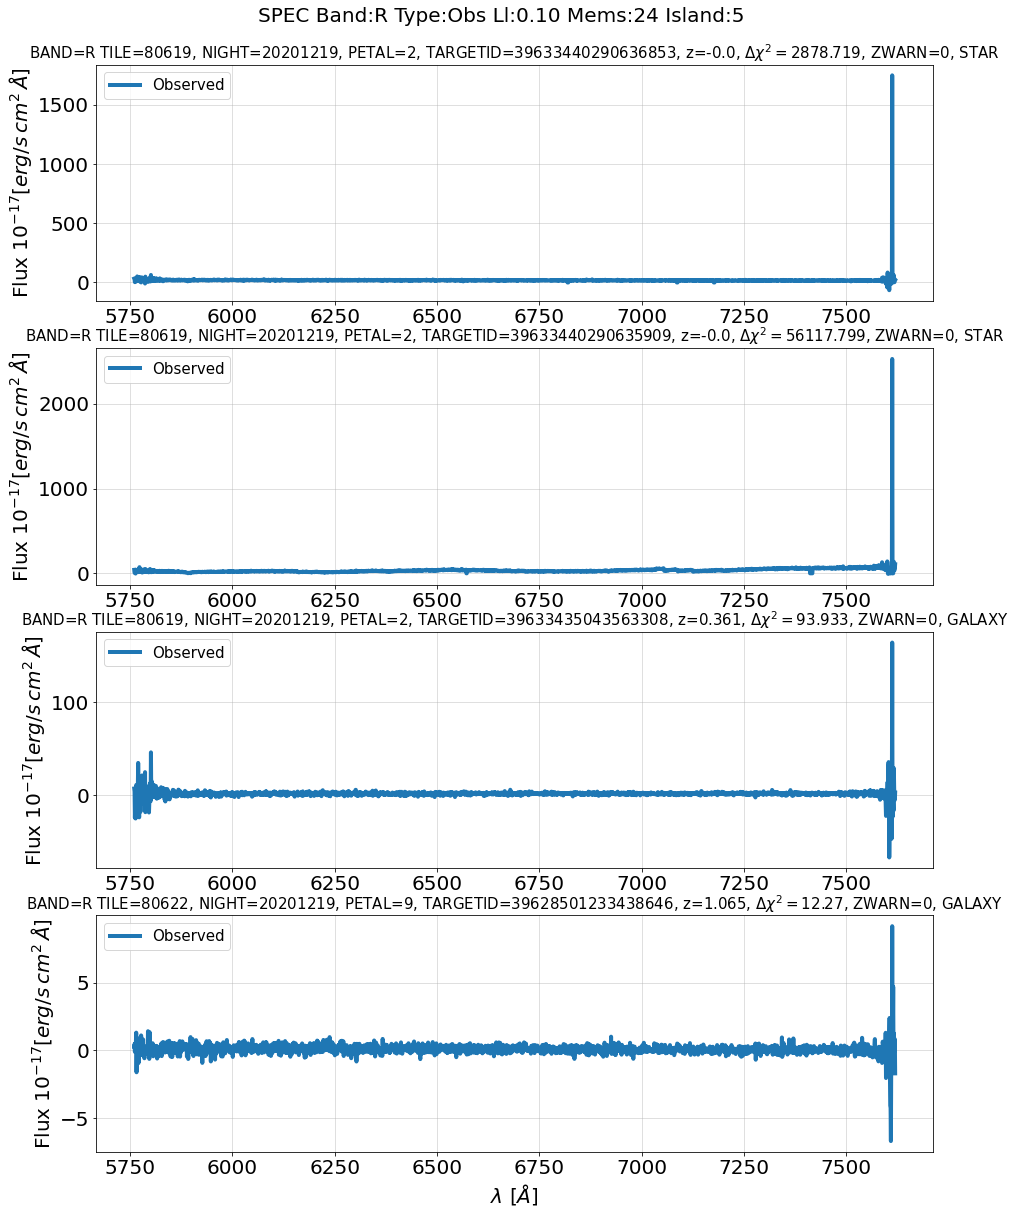 SPEC Band:R Type:Obs Ll:0.10 Mems:24 Island:5
BAND=R TILE=80619, NIGHT=20201219, PETAL=2, TARGETID=39633440290636853, z=-0.0, Δχ² = 2878.719, ZWARN=0, STAR
Observed
Flux 10⁻¹⁷[erg/s cm² Å]
1500
1000
500
0
5750 6000 6250 6500 6750 7000 7250 7500
BAND=R TILE=80619, NIGHT=20201219, PETAL=2, TARGETID=39633440290635909, z=-0.0, Δχ² = 56117.799, ZWARN=0, STAR
Observed
Flux 10⁻¹⁷[erg/s cm² Å]
2000
1000
0
5750 6000 6250 6500 6750 7000 7250 7500
BAND=R TILE=80619, NIGHT=20201219, PETAL=2, TARGETID=39633435043563308, z=0.361, Δχ² = 93.933, ZWARN=0, GALAXY
Observed
Flux 10⁻¹⁷[erg/s cm² Å]
100
0
5750 6000 6250 6500 6750 7000 7250 7500
BAND=R TILE=80622, NIGHT=20201219, PETAL=9, TARGETID=39628501233438646, z=1.065, Δχ² = 12.27, ZWARN=0, GALAXY
Observed
Flux 10⁻¹⁷[erg/s cm² Å]
5
0
−5
5750 6000 6250 6500 6750 7000 7250 7500
λ [Å]